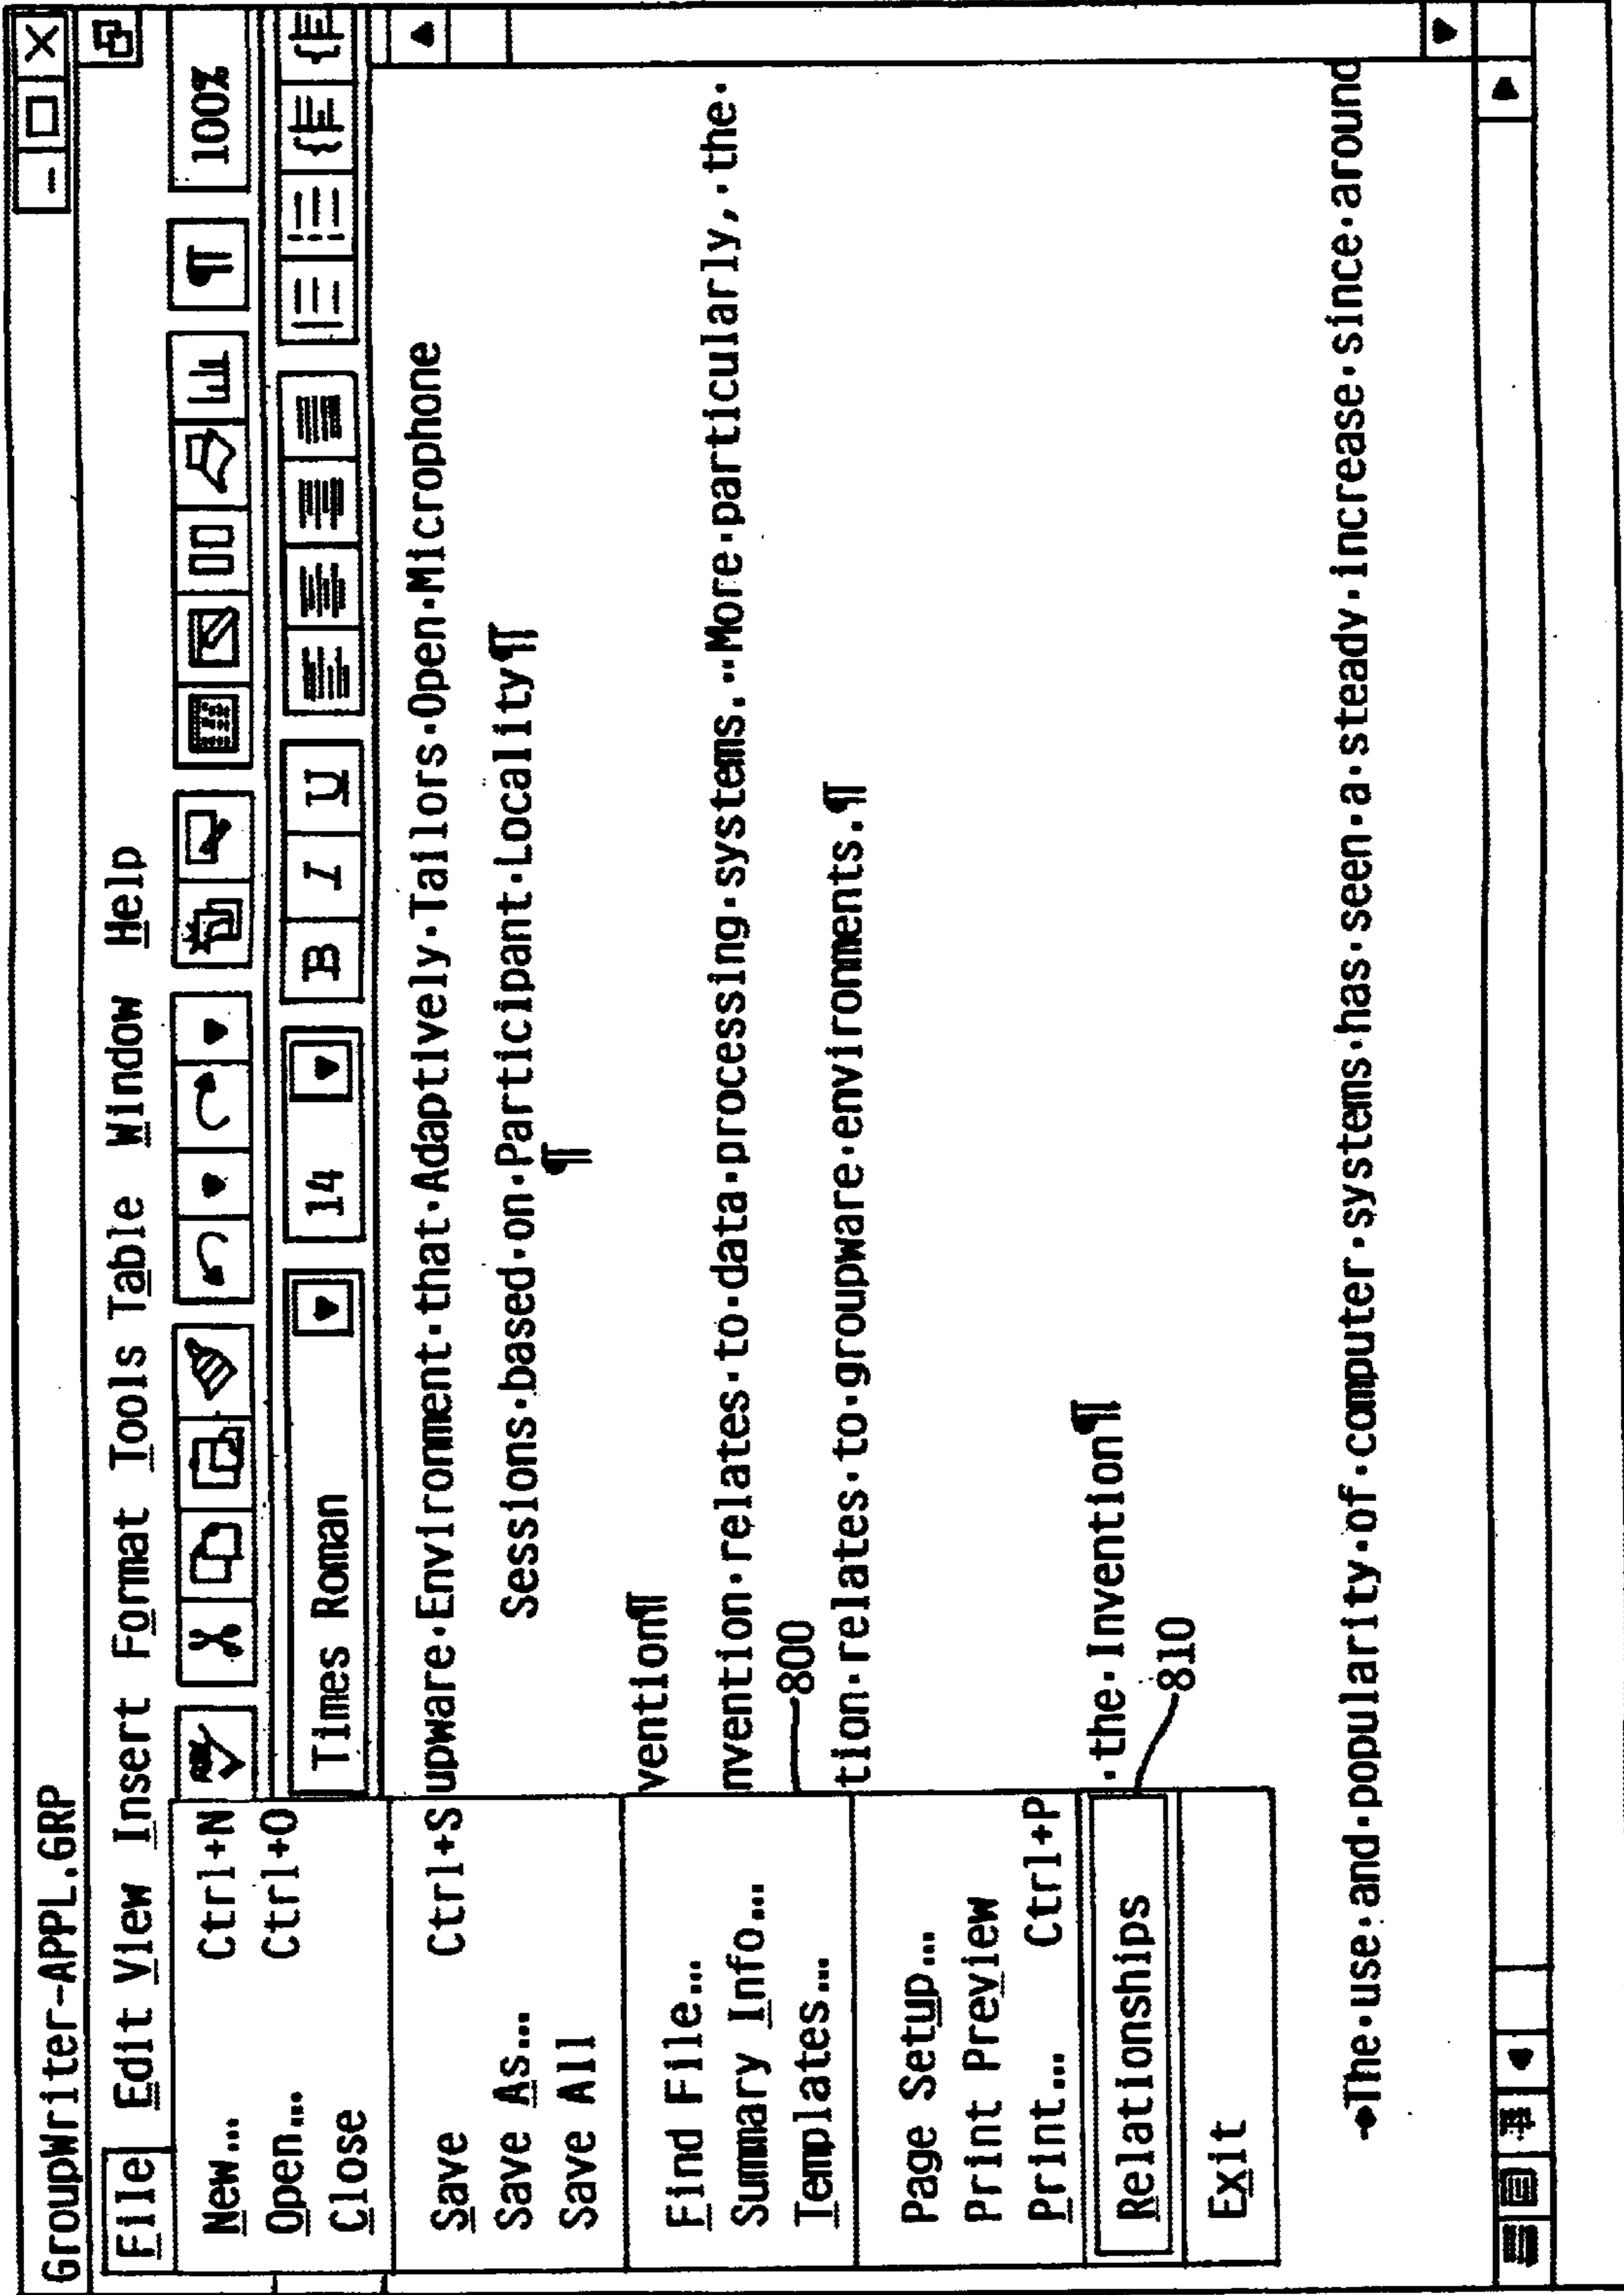 GroupWriter-APPL.GRP
File Edit View Insert Format Tools Table Window Help
100%
Times Roman 14 B I U
New... Ctrl+N
Open... Ctrl+O
Close
Save Ctrl+S
Save As...
Save All
Find File...
Summary Info...
Templates...
Page Setup...
Print Preview
Print... Ctrl+P
Relationships
Exit
upware·Environment·that·Adaptively·Tailors·Open·Microphone
Sessions·based·on·Participant·Locality¶
¶
vention¶
nvention·relates·to·data·processing·systems.··More·particularly,·the·
800
tion·relates·to·groupware·environments.¶
·the·Invention¶
810
The·use·and·popularity·of·computer·systems·has·seen·a·steady·increase·since·around